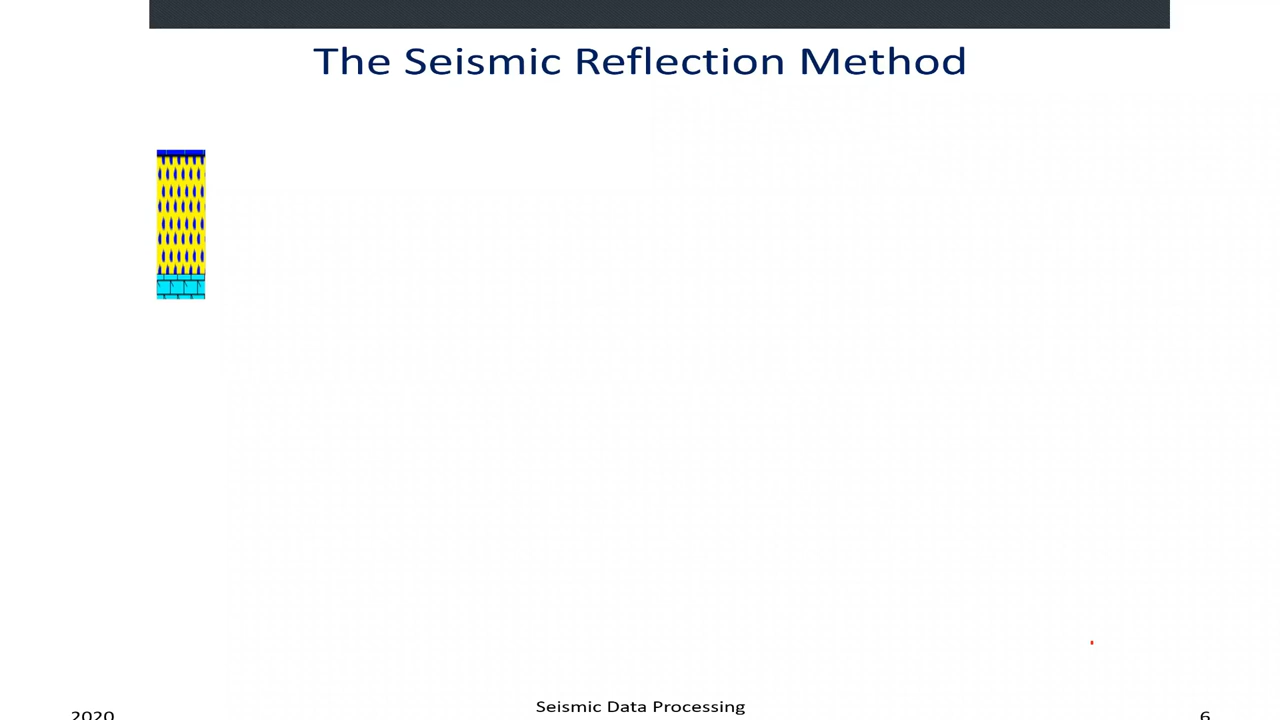 The Seismic Reflection Method
Seismic Data Processing
2020
6